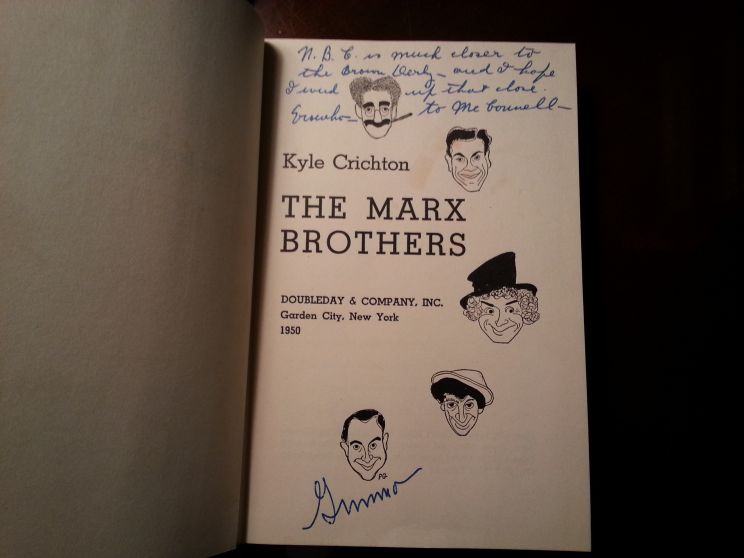 N.B.C. is much closer to
the Brown Derby – and I hope
I wind up that close
Groucho – to McConnell –
Kyle Crichton
THE MARX
BROTHERS
DOUBLEDAY & COMPANY, INC.
Garden City, New York
1950
PG
Gummo